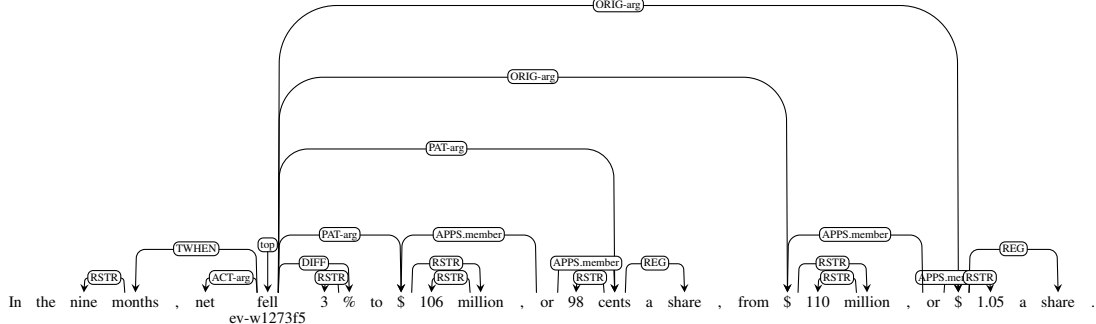 ORIG-arg
ORIG-arg
PAT-arg
top PAT-arg APPS.member APPS.member
TWHEN
DIFF RSTR APPS.member REG RSTR REG
RSTR ACT-arg RSTR RSTR RSTR RSTR RSTR
In the nine months , net fell 3 % to $ 106 million , or 98 cents a share , from $ 110 million , or $ 1.05 a share .
ev-w1273f5